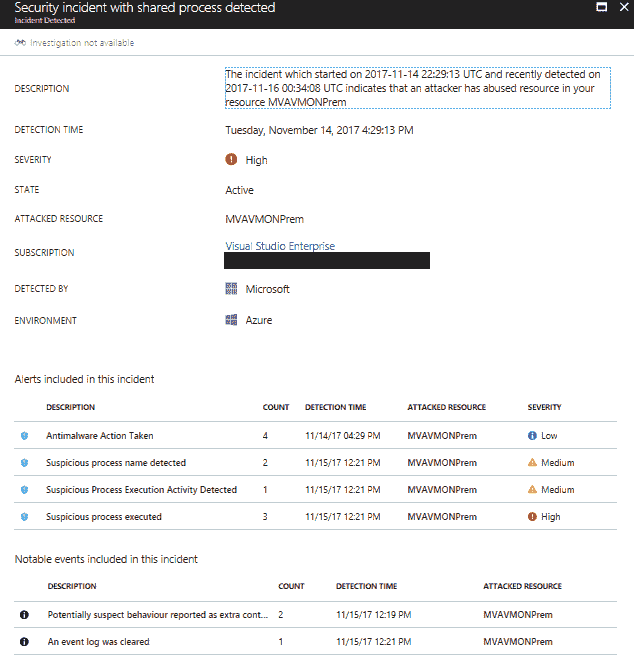 Security incident with shared process detected
Incident Detected
Investigation not available
DESCRIPTION
The incident which started on 2017-11-14 22:29:13 UTC and recently detected on
2017-11-16 00:34:08 UTC indicates that an attacker has abused resource in your
resource MVAVMONPrem
DETECTION TIME Tuesday, November 14, 2017 4:29:13 PM
SEVERITY High
STATE Active
ATTACKED RESOURCE MVAVMONPrem
SUBSCRIPTION Visual Studio Enterprise
DETECTED BY Microsoft
ENVIRONMENT Azure
Alerts included in this incident
DESCRIPTION COUNT DETECTION TIME ATTACKED RESOURCE SEVERITY
Antimalware Action Taken 4 11/14/17 04:29 PM MVAVMONPrem Low
Suspicious process name detected 2 11/15/17 12:21 PM MVAVMONPrem Medium
Suspicious Process Execution Activity Detected 1 11/15/17 12:21 PM MVAVMONPrem Medium
Suspicious process executed 3 11/15/17 12:21 PM MVAVMONPrem High
Notable events included in this incident
DESCRIPTION COUNT DETECTION TIME ATTACKED RESOURCE
Potentially suspect behaviour reported as extra cont... 2 11/15/17 12:19 PM MVAVMONPrem
An event log was cleared 1 11/15/17 12:21 PM MVAVMONPrem